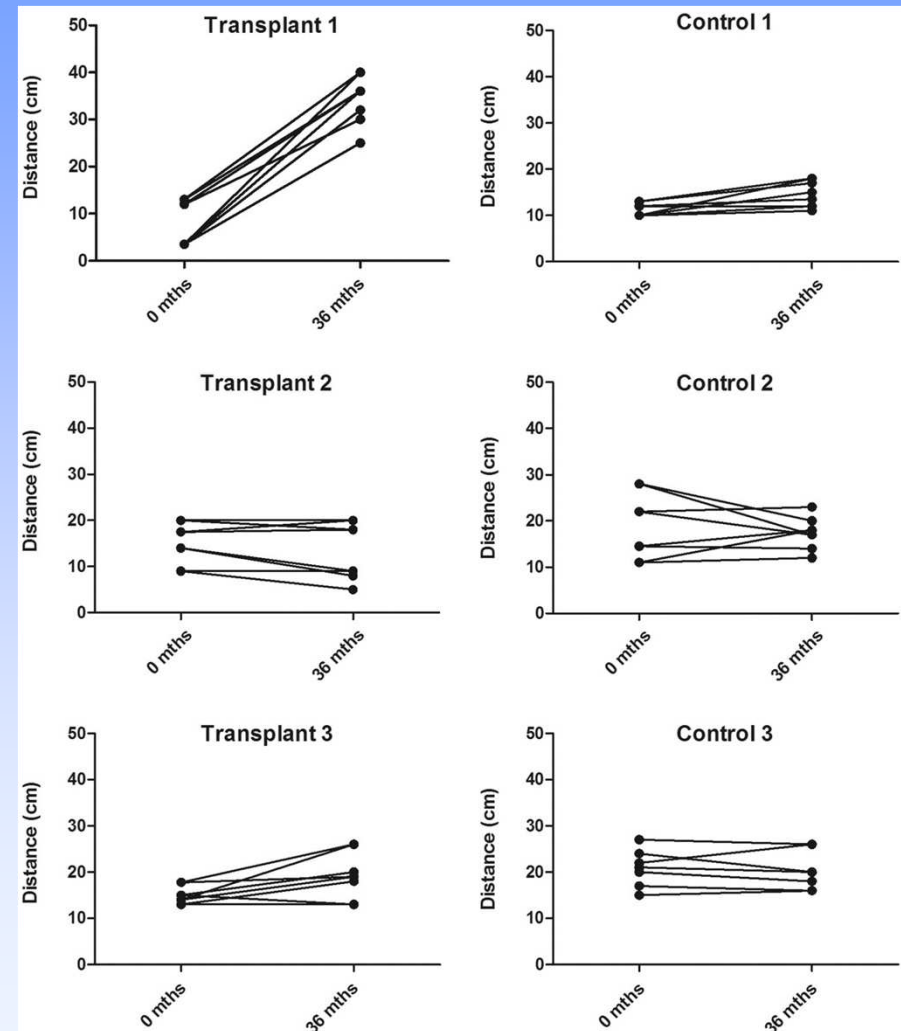 Transplant 1
Distance (cm)
50
40
30
20
10
0
0 mths
36 mths
Control 1
Distance (cm)
50
40
30
20
10
0
0 mths
36 mths
Transplant 2
Distance (cm)
50
40
30
20
10
0
0 mths
36 mths
Control 2
Distance (cm)
50
40
30
20
10
0
0 mths
36 mths
Transplant 3
Distance (cm)
50
40
30
20
10
0
0 mths
36 mths
Control 3
Distance (cm)
50
40
30
20
10
0
0 mths
36 mths